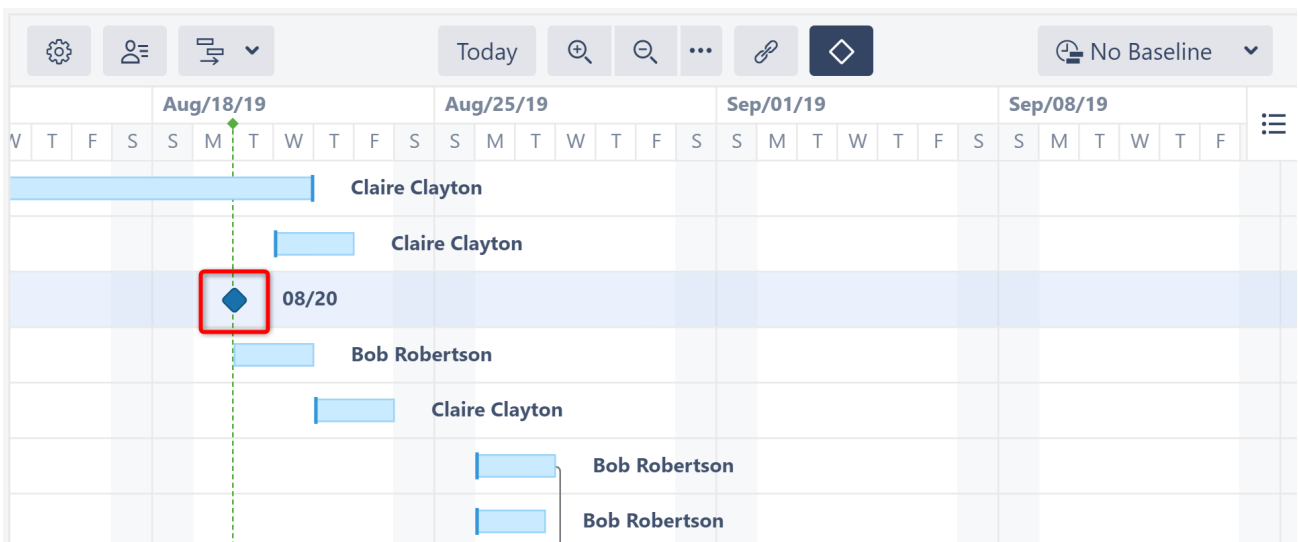 Today ••• No Baseline
Aug/18/19 Aug/25/19 Sep/01/19 Sep/08/19
W T F S S M T W T F S S M T W T F S S M T W T F S S M T W T F
Claire Clayton
Claire Clayton
08/20
Bob Robertson
Claire Clayton
Bob Robertson
Bob Robertson